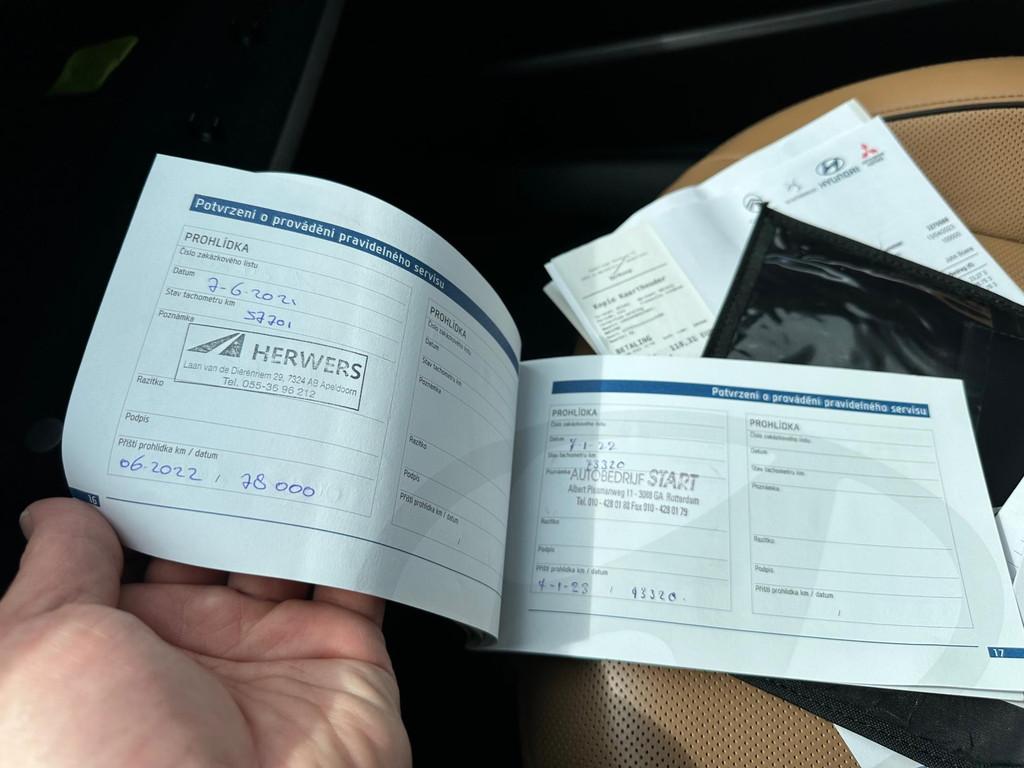 Potvrzení o provádění pravidelného servisu
PROHLÍDKA
Číslo zakázkového listu
Datum
7-6-2021
Stav tachometru km
57701
Poznámka
HERWERS
Laan van de Dierenriem 29, 7324 AB Apeldoorn
Tel. 055-36 96 212
Razítko
Podpis
Příští prohlídka km / datum
06-2022 / 78 000
16
PROHLÍDKA
Číslo zakázkového listu
Datum
Stav tachometru km
Poznámka
Razítko
Podpis
Příští prohlídka km / datum
/
Potvrzení o provádění pravidelného servisu
PROHLÍDKA
Číslo zakázkového listu
Datum
7-1-22
Stav tachometru km
73320
Poznámka
AUTOBEDRIJF START
Albert Plesmanweg 11 - 3088 GA Rotterdam
Tel. 010 - 428 01 80 Fax 010 - 428 01 79
Razítko
Podpis
Příští prohlídka km / datum
7-1-23 / 93320.
PROHLÍDKA
Číslo zakázkového listu
Datum
Stav tachometru km
Poznámka
Razítko
Podpis
Příští prohlídka km / datum
/
17
HYUNDAI
Kopie Kaarthouder
BETALING